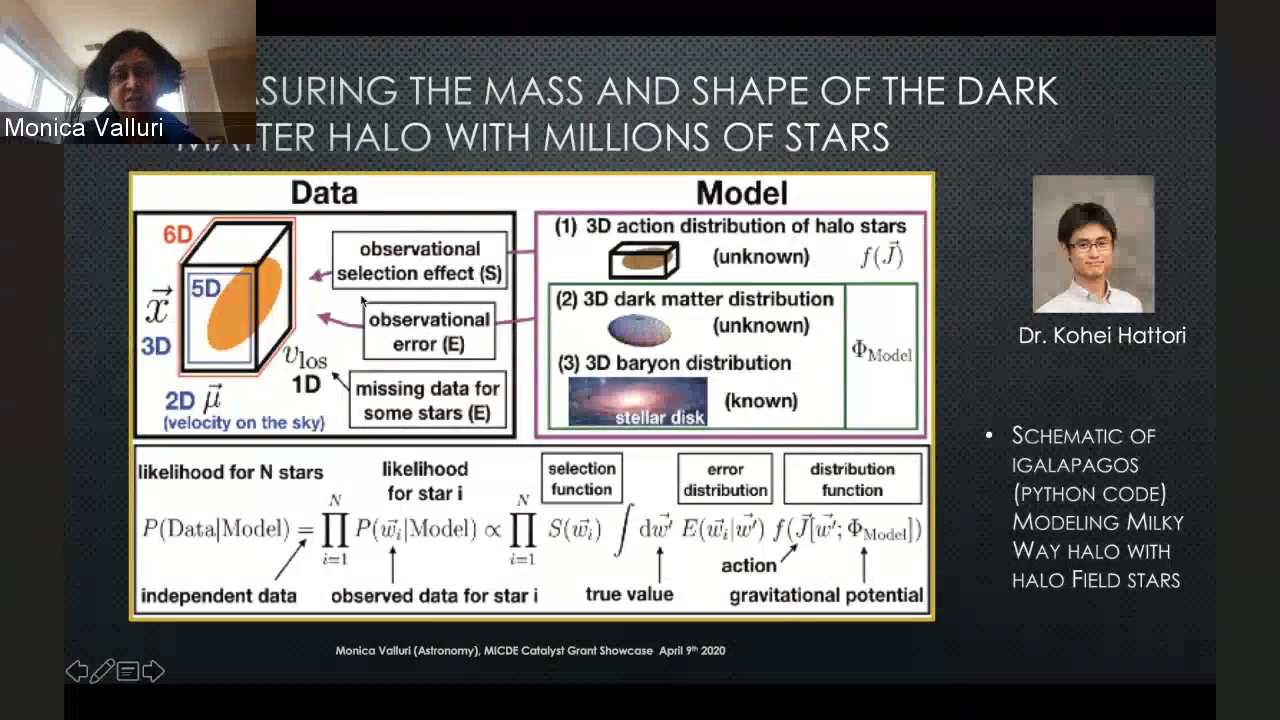 Monica Valluri
SURING THE MASS AND SHAPE OF THE DARK
MATTER HALO WITH MILLIONS OF STARS
Data
6D
5D
x⃗
3D
2D μ⃗
(velocity on the sky)
v_los
1D
observational
selection effect (S)
observational
error (E)
missing data for
some stars (E)
Model
(1) 3D action distribution of halo stars
(unknown) f(J⃗)
(2) 3D dark matter distribution
(unknown)
(3) 3D baryon distribution
(known)
stellar disk
Φ_Model
likelihood for N stars
likelihood
for star i
selection
function
error
distribution
distribution
function
P(Data|Model) = ∏_{i=1}^{N} P(w⃗_i|Model) ∝ ∏_{i=1}^{N} S(w⃗_i) ∫ dw⃗' E(w⃗_i|w⃗') f(J⃗[w⃗'; Φ_Model])
independent data
observed data for star i
true value
action
gravitational potential
Dr. Kohei Hattori
• SCHEMATIC OF
IGALAPAGOS
(PYTHON CODE)
MODELING MILKY
WAY HALO WITH
HALO FIELD STARS
Monica Valluri (Astronomy), MICDE Catalyst Grant Showcase April 9th 2020